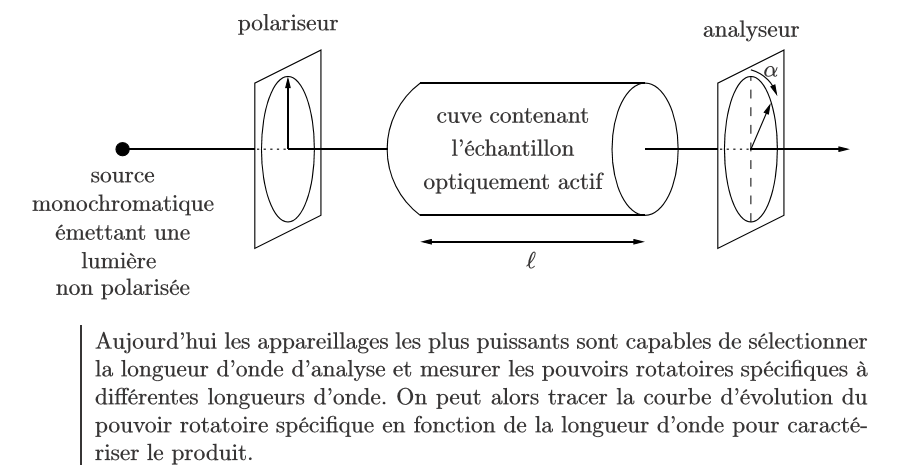 polariseur
analyseur
α
cuve contenant
l'échantillon
optiquement actif
source
monochromatique
émettant une
lumière
non polarisée
ℓ
Aujourd'hui les appareillages les plus puissants sont capables de sélectionner
la longueur d'onde d'analyse et mesurer les pouvoirs rotatoires spécifiques à
différentes longueurs d'onde. On peut alors tracer la courbe d'évolution du
pouvoir rotatoire spécifique en fonction de la longueur d'onde pour caracté-
riser le produit.